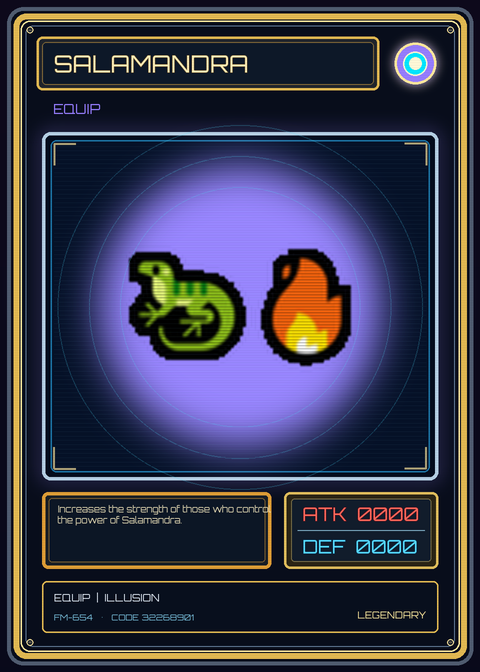 SALAMANDRA
EQUIP
Increases the strength of those who contro
the power of Salamandra.
ATK 0000
DEF 0000
EQUIP | ILLUSION
FM-654 · CODE 32268901
LEGENDARY